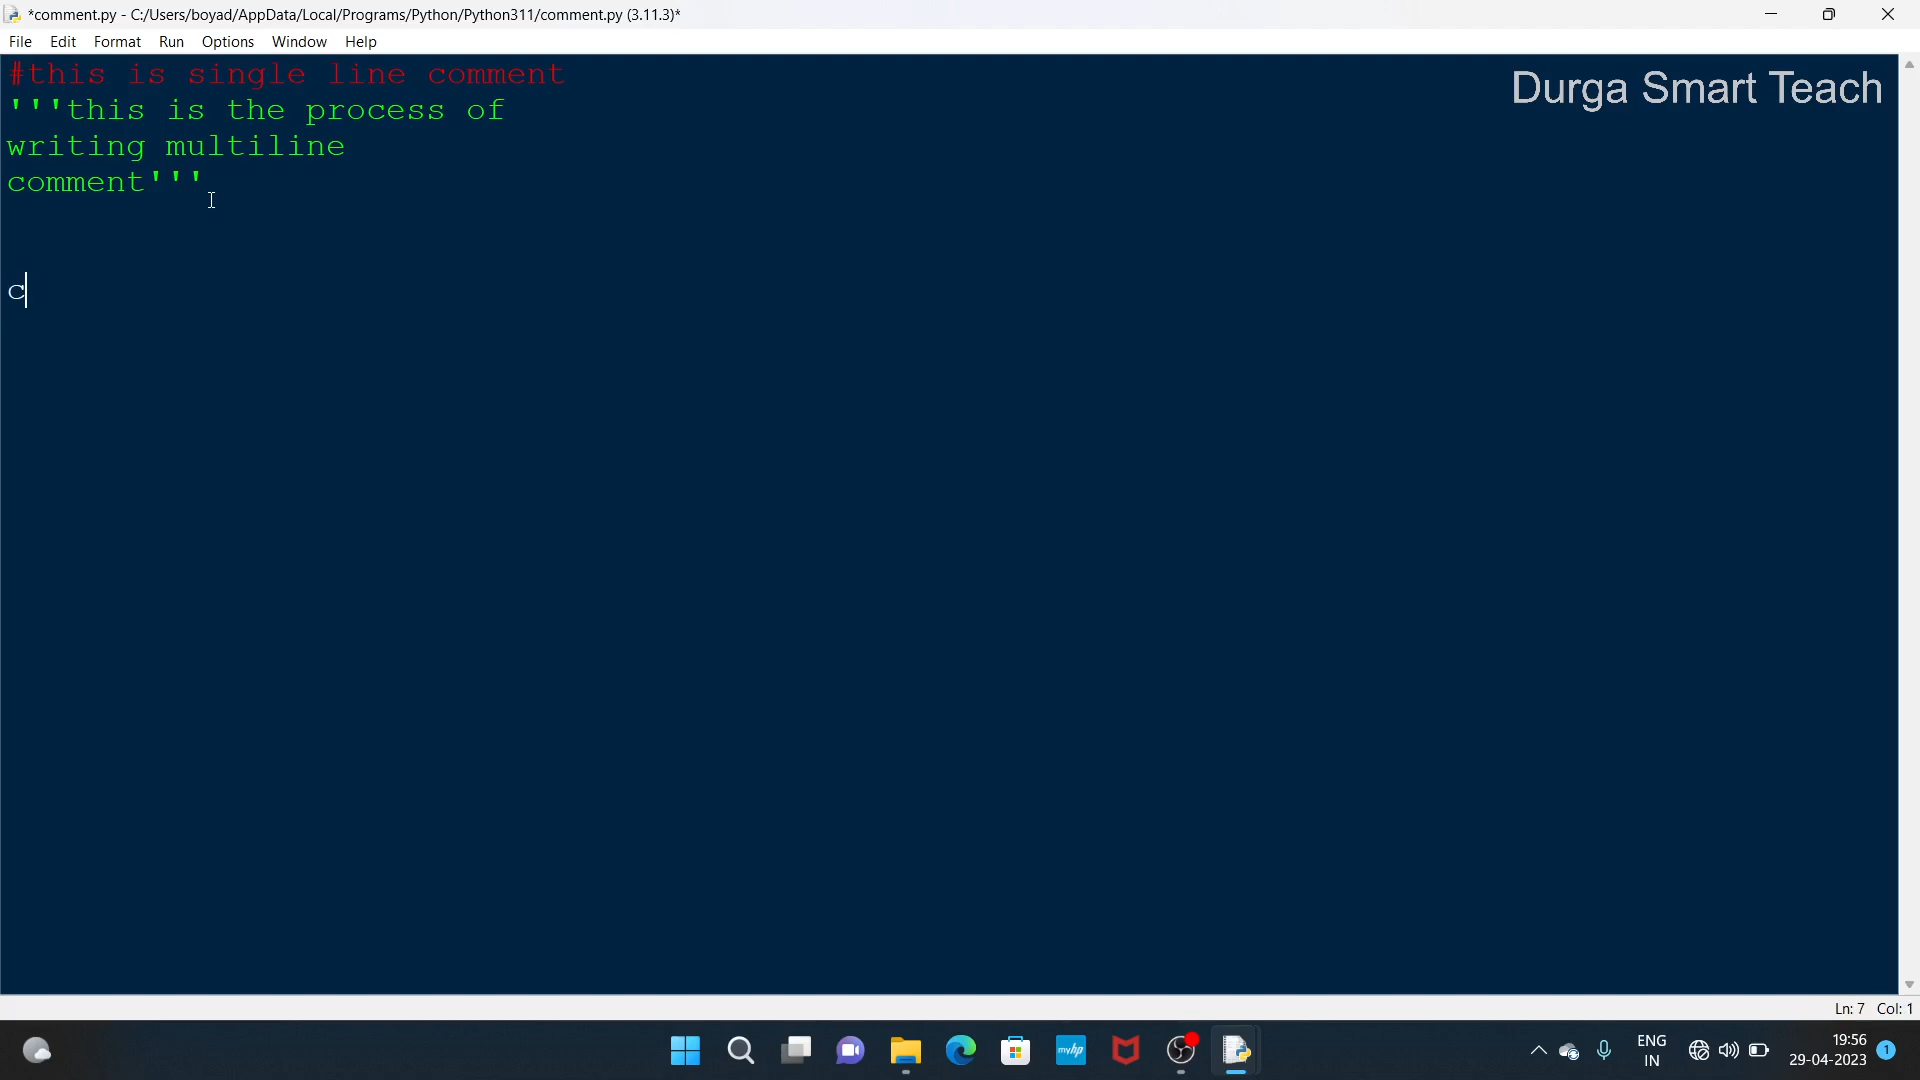 *comment.py - C:/Users/boyad/AppData/Local/Programs/Python/Python311/comment.py (3.11.3)*
File Edit Format Run Options Window Help
#this is single line comment
Durga Smart Teach
'''this is the process of
writing multiline
comment'''
c
Ln: 7 Col: 1
myhp
ENG
IN
19:56
29-04-2023
1